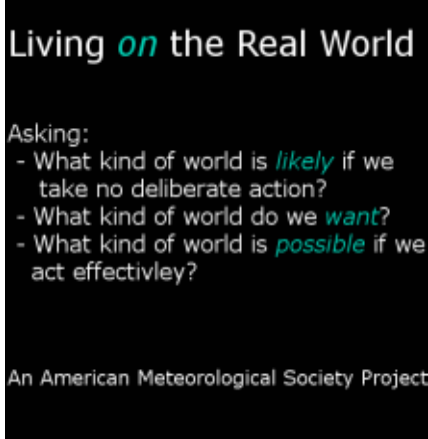 Living on the Real World
Asking:
- What kind of world is likely if we
take no deliberate action?
- What kind of world do we want?
- What kind of world is possible if we
act effectivley?
An American Meteorological Society Project